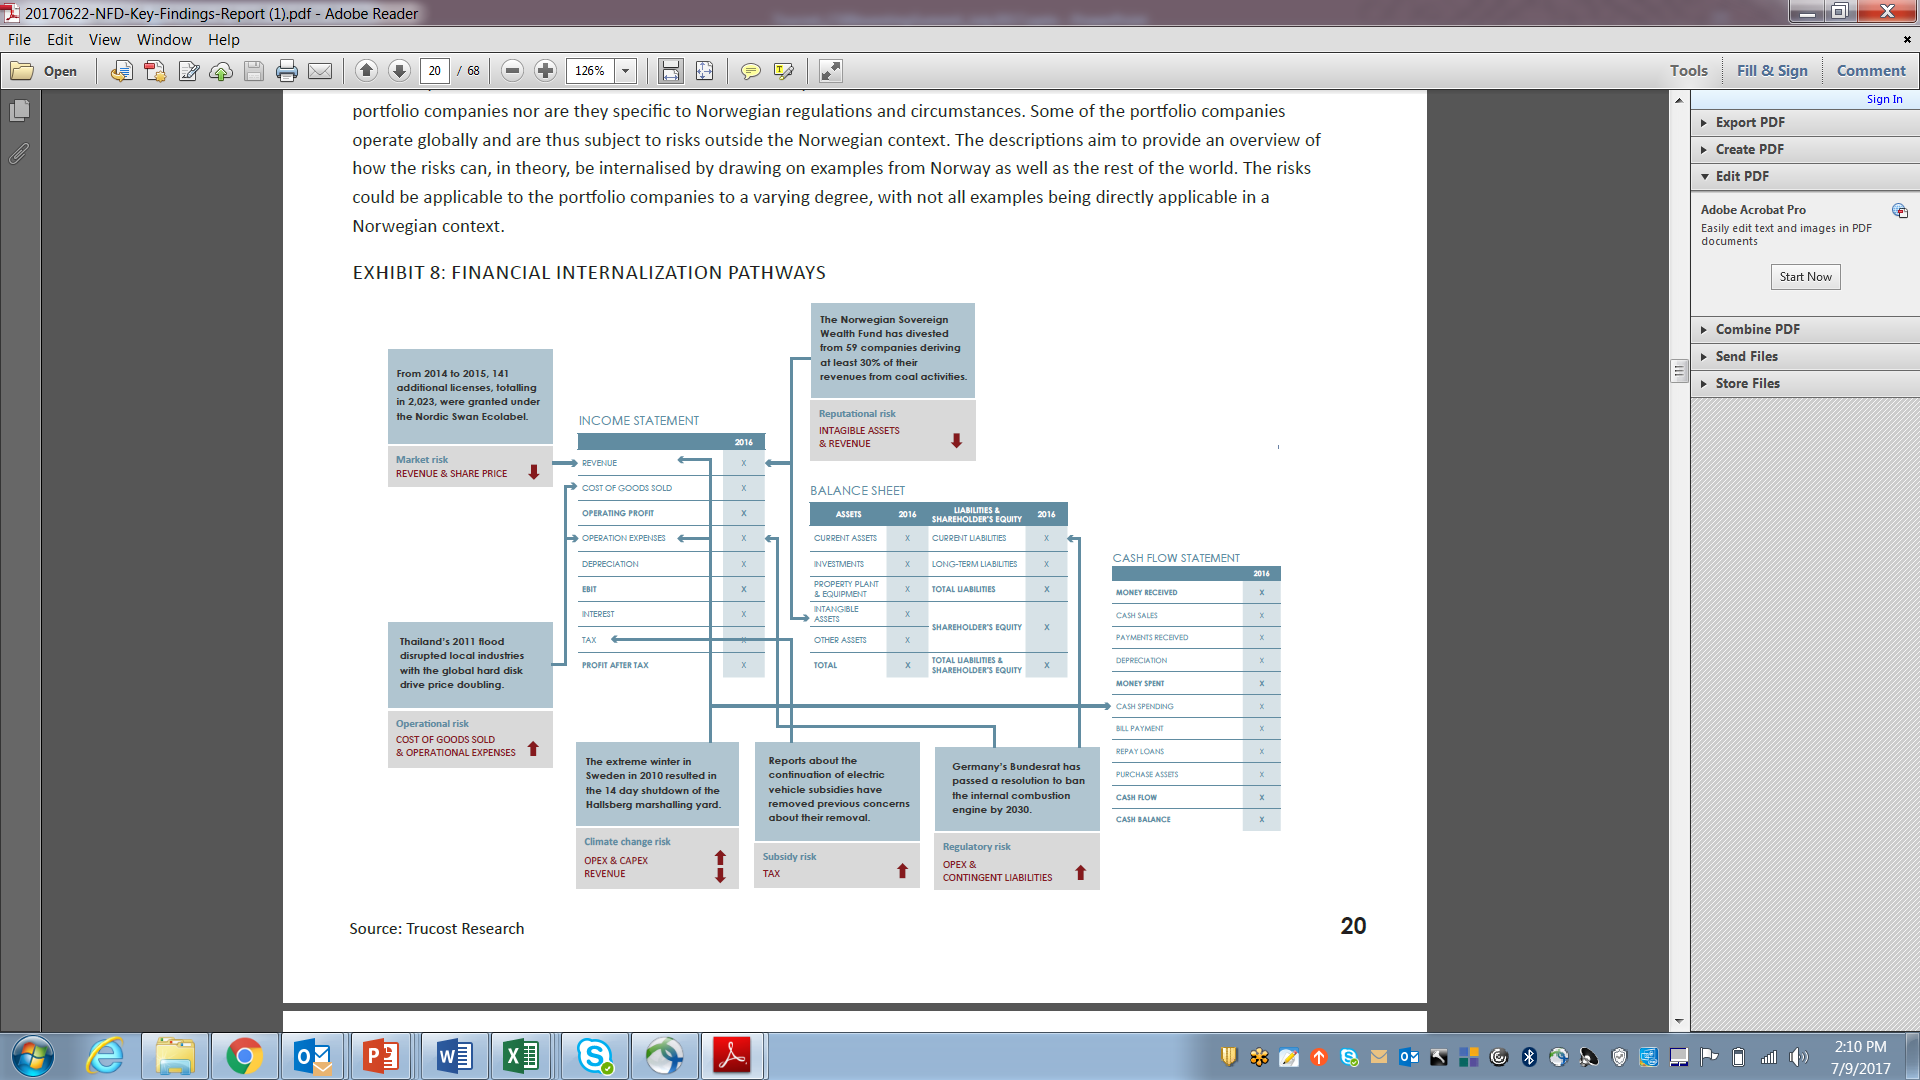 20170622-NFD-Key-Findings-Report (1).pdf - Adobe Reader
File Edit View Window Help
Open
20 / 68
126%
Tools
Fill & Sign
Comment
Sign In
Export PDF
Create PDF
Edit PDF
Adobe Acrobat Pro
Easily edit text and images in PDF
documents
Start Now
Combine PDF
Send Files
Store Files
portfolio companies nor are they specific to Norwegian regulations and circumstances. Some of the portfolio companies
operate globally and are thus subject to risks outside the Norwegian context. The descriptions aim to provide an overview of
how the risks can, in theory, be internalised by drawing on examples from Norway as well as the rest of the world. The risks
could be applicable to the portfolio companies to a varying degree, with not all examples being directly applicable in a
Norwegian context.
EXHIBIT 8: FINANCIAL INTERNALIZATION PATHWAYS
From 2014 to 2015, 141
additional licenses, totalling
in 2,023, were granted under
the Nordic Swan Ecolabel.
Market risk
REVENUE & SHARE PRICE
The Norwegian Sovereign
Wealth Fund has divested
from 59 companies deriving
at least 30% of their
revenues from coal activities.
Reputational risk
INTAGIBLE ASSETS
& REVENUE
INCOME STATEMENT
2016
REVENUE X
COST OF GOODS SOLD X
OPERATING PROFIT X
OPERATION EXPENSES X
DEPRECIATION X
EBIT X
INTEREST X
TAX X
PROFIT AFTER TAX X
BALANCE SHEET
ASSETS 2016 LIABILITIES &
SHAREHOLDER'S EQUITY 2016
CURRENT ASSETS X CURRENT LIABILITIES X
INVESTMENTS X LONG-TERM LIABILITIES X
PROPERTY PLANT
& EQUIPMENT X TOTAL LIABILITIES X
INTANGIBLE
ASSETS X
SHAREHOLDER'S EQUITY X
OTHER ASSETS X
TOTAL X TOTAL LIABILITIES &
SHAREHOLDER'S EQUITY X
CASH FLOW STATEMENT
2016
MONEY RECEIVED X
CASH SALES X
PAYMENTS RECEIVED X
DEPRECIATION X
MONEY SPENT X
CASH SPENDING X
BILL PAYMENT X
REPAY LOANS X
PURCHASE ASSETS X
CASH FLOW X
CASH BALANCE X
Thailand's 2011 flood
disrupted local industries
with the global hard disk
drive price doubling.
Operational risk
COST OF GOODS SOLD
& OPERATIONAL EXPENSES
The extreme winter in
Sweden in 2010 resulted in
the 14 day shutdown of the
Hallsberg marshalling yard.
Climate change risk
OPEX & CAPEX
REVENUE
Reports about the
continuation of electric
vehicle subsidies have
removed previous concerns
about their removal.
Subsidy risk
TAX
Germany's Bundesrat has
passed a resolution to ban
the internal combustion
engine by 2030.
Regulatory risk
OPEX &
CONTINGENT LIABILITIES
Source: Trucost Research
20
2:10 PM
7/9/2017